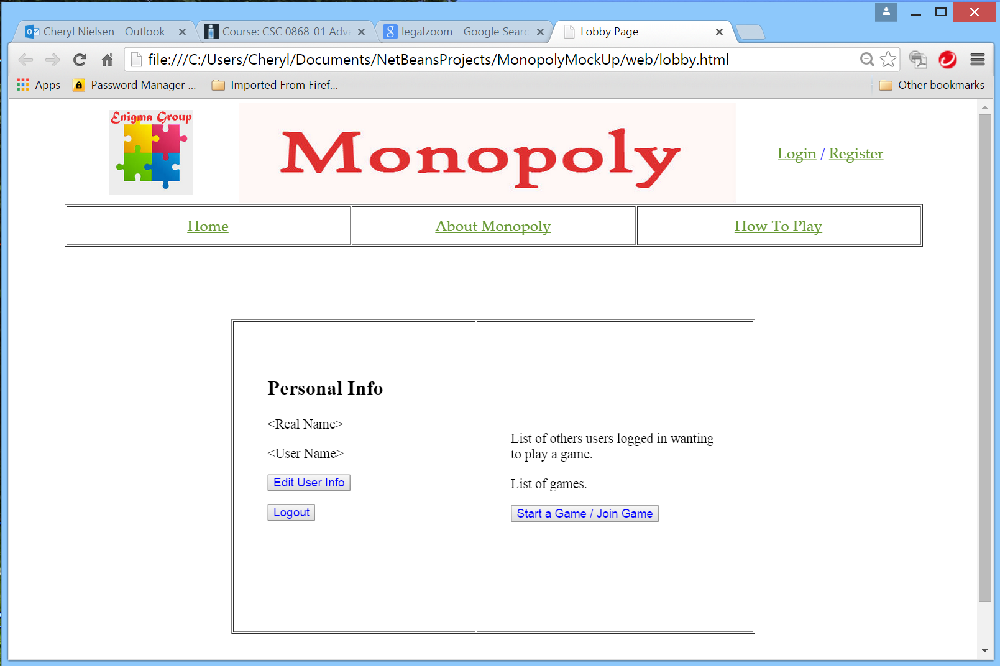 Cheryl Nielsen - Outlook
Course: CSC 0868-01 Adva
legalzoom - Google Searc
Lobby Page
file:///C:/Users/Cheryl/Documents/NetBeansProjects/MonopolyMockUp/web/lobby.html
Apps
Password Manager ...
Imported From Firef...
Other bookmarks
Enigma Group
Monopoly
Login / Register
Home
About Monopoly
How To Play
Personal Info
<Real Name>
<User Name>
Edit User Info
Logout
List of others users logged in wanting
to play a game.
List of games.
Start a Game / Join Game